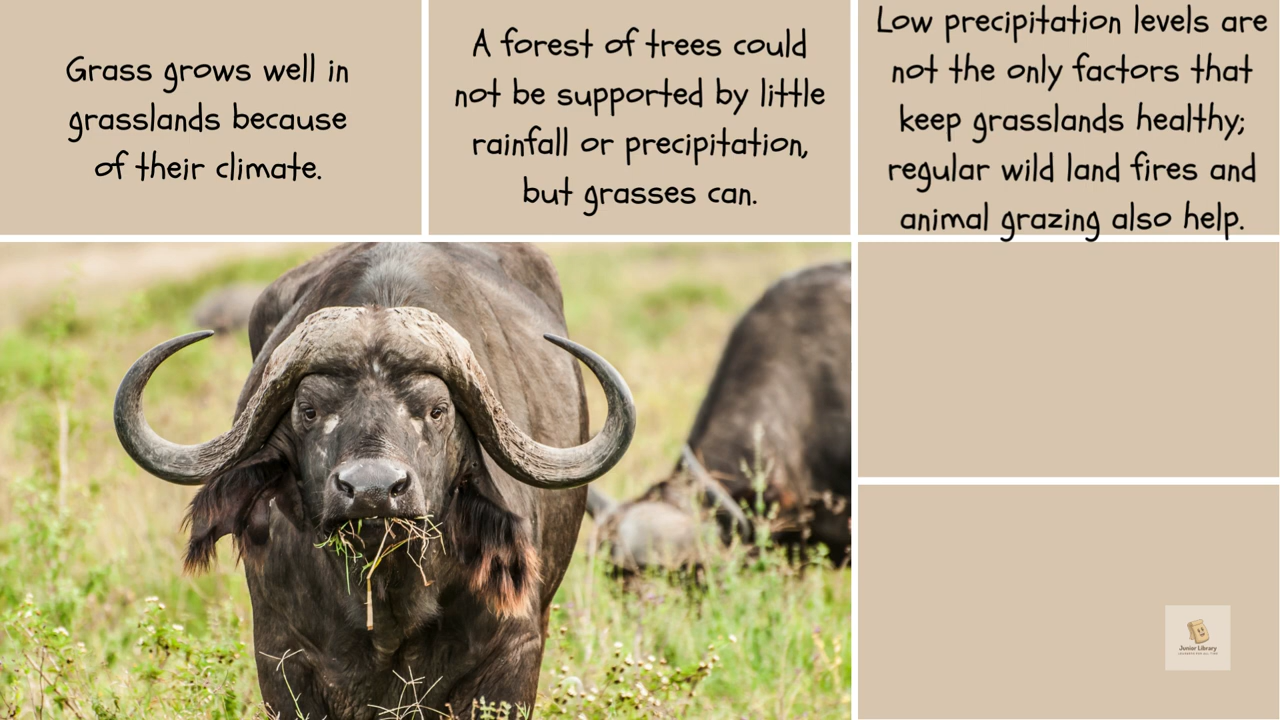 Grass grows well in
grasslands because
of their climate.
A forest of trees could
not be supported by little
rainfall or precipitation,
but grasses can.
Low precipitation levels are
not the only factors that
keep grasslands healthy;
regular wild land fires and
animal grazing also help.
Junior Library